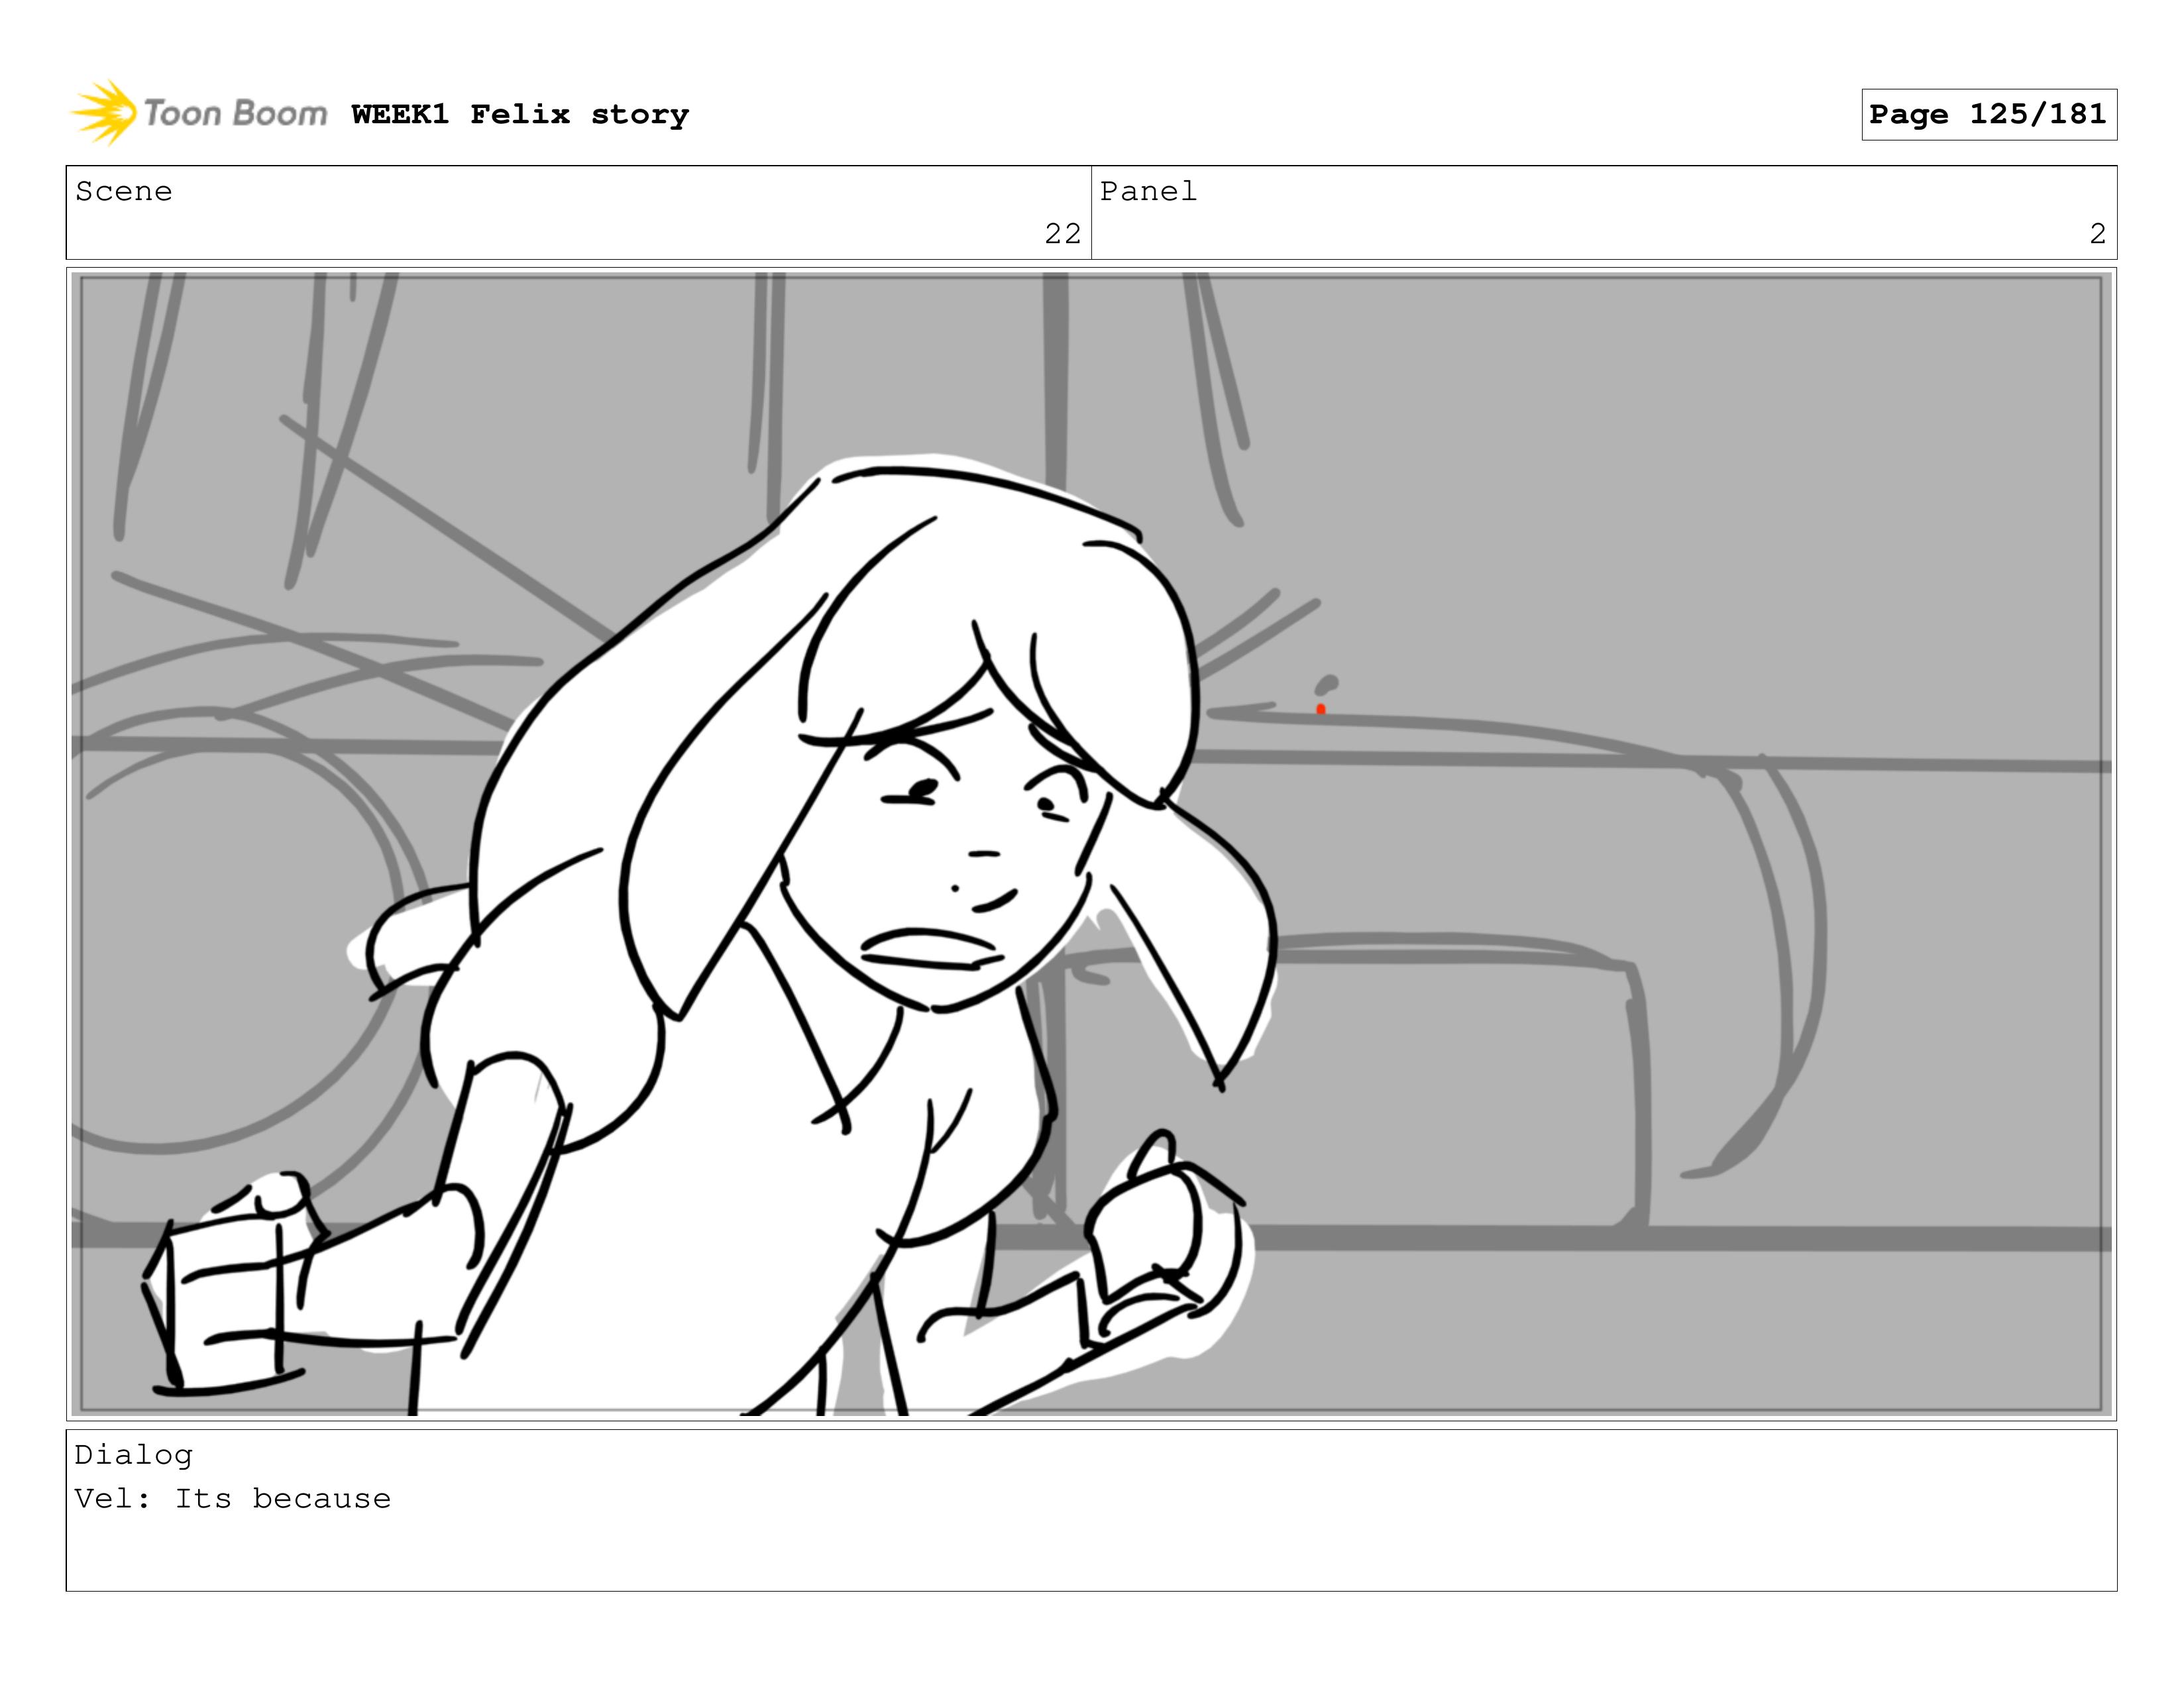 Toon Boom WEEK1 Felix story
Page 125/181
Scene
22
Panel
2
Dialog
Vel: Its because